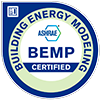 BUILDING ENERGY MODELING
ASHRAE
BEMP
CERTIFIED